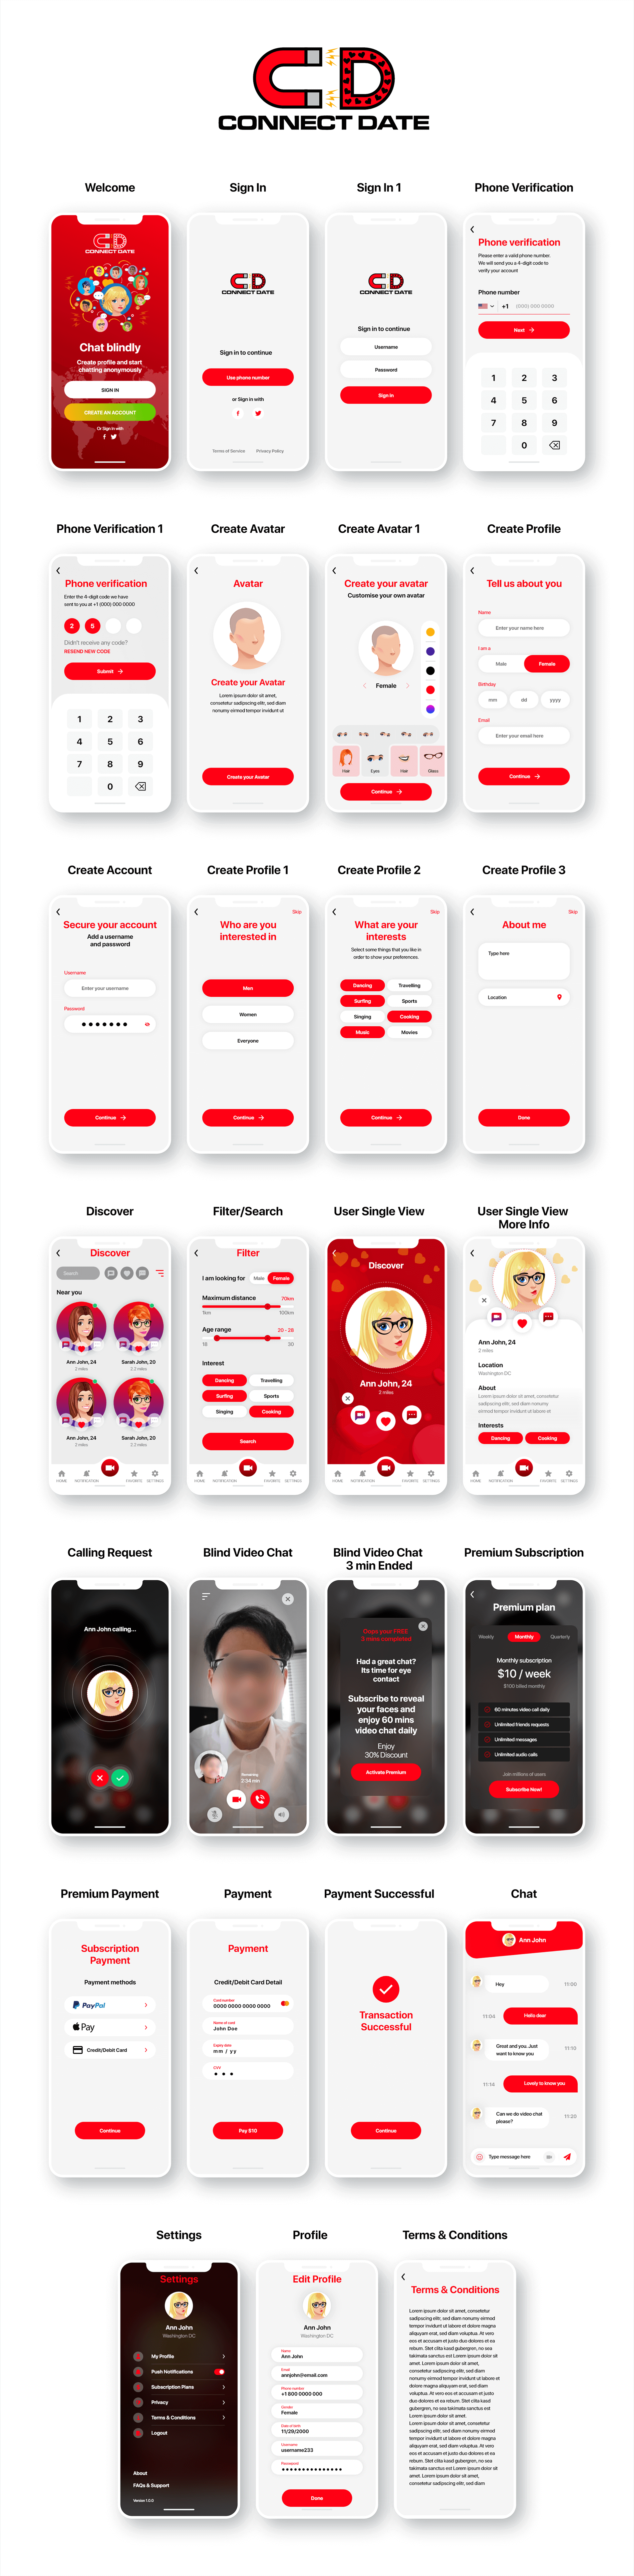 CONNECT DATE
Welcome
Sign In
Sign In 1
Phone Verification
CONNECT DATE
Chat blindly
Create profile and start
chatting anonymously
SIGN IN
CREATE AN ACCOUNT?
Or Sign in with
CONNECT DATE
Sign in to continue
Use phone number
or Sign in with
Terms of Service
Privacy Policy
CONNECT DATE
Sign in to continue
Username
Password
Sign In
Phone verification
Please enter a valid phone number.
We will send you a 4-digit code to
verify your account
Phone number
+1 (000) 000 0000
Next
1 2 3
4 5 6
7 8 9
0
Phone Verification 1
Create Avatar
Create Avatar 1
Create Profile
Phone verification
Enter the 4-digit code we have
sent to you at +1 (000) 000 0000
2 5
Didn't receive any code?
RESEND NEW CODE
Submit
1 2 3
4 5 6
7 8 9
0
Avatar
Create your Avatar
Lorem ipsum dolor sit amet,
consetetur sadipscing elitr, sed diam
nonumy eirmod tempor invidunt ut
Create your Avatar
Create your avatar
Customise your own avatar
Female
Hair Eyes Hair Glass
Continue
Tell us about you
Name
Enter your name here
I am a
Male Female
Birthday
mm dd yyyy
Email
Enter your email here
Continue
Create Account
Create Profile 1
Create Profile 2
Create Profile 3
Secure your account
Add a username
and password
Username
Enter your username
Password
Continue
Skip
Who are you
interested in
Men
Women
Everyone
Continue
Skip
What are your
interests
Select some things that you like in
order to show your preferences.
Dancing Travelling
Surfing Sports
Singing Cooking
Music Movies
Continue
Skip
About me
Type here
Location
Done
Discover
Filter/Search
User Single View
User Single View
More Info
Discover
Search
Near you
Ann John, 24
2 miles
Sarah John, 20
2.2 miles
Ann John, 24
2 miles
Sarah John, 20
2.2 miles
HOME NOTIFICATION FAVORITE SETTINGS
Filter
I am looking for Male Female
Maximum distance 70km
1km 100km
Age range 20 - 28
18 30
Interest
Dancing Travelling
Surfing Sports
Singing Cooking
Search
HOME NOTIFICATION FAVORITE SETTINGS
Discover
Ann John, 24
2 miles
HOME NOTIFICATION FAVORITE SETTINGS
Ann John, 24
2 miles
Location
Washington DC
About
Lorem ipsum dolor sit amet, consetetur
sadipscing elitr, sed diam nonumy
eirmod tempor invidunt ut labore et
Interests
Dancing Cooking
HOME NOTIFICATION FAVORITE SETTINGS
Calling Request
Blind Video Chat
Blind Video Chat
3 min Ended
Premium Subscription
Ann John calling...
Remaining
2:34 min
Oops your FREE
3 mins completed
Had a great chat?
Its time for eye
contact
Subscribe to reveal
your faces and
enjoy 60 mins
video chat daily
Enjoy
30% Discount
Activate Premium
Premium plan
Weekly Monthly Quarterly
Monthly subscription
$10 / week
$100 billed monthly
60 minutes video call daily
Unlimited friends requests
Unlimited messages
Unlimited audio calls
Join millions of users
Subscribe Now!
Premium Payment
Payment
Payment Successful
Chat
Subscription
Payment
Payment methods
PayPal
Pay
Credit/Debit Card
Continue
Payment
Credit/Debit Card Detail
Card number
0000 0000 0000 0000
Name of card
John Doe
Expiry date
mm / yy
CVV
Pay $10
Transaction
Successful
Continue
Ann John
Hey 11:00
11:04 Hello dear
Great and you. Just
want to know you
11:10
11:14 Lovely to know you
Can we do video chat
please?
11:20
Type message here
Settings
Profile
Terms & Conditions
Settings
Ann John
Washington DC
My Profile
Push Notifications
Subscription Plans
Privacy
Terms & Conditions
Logout
About
FAQs & Support
Version 1.0.0
Edit Profile
Ann John
Washington DC
Name
Ann John
Email
annjohn@email.com
Phone number
+1 800 0000 000
Gender
Female
Date of birth
11/29/2000
Username
username233
Password
Done
Terms & Conditions
Lorem ipsum dolor sit amet, consetetur
sadipscing elitr, sed diam nonumy eirmod
tempor invidunt ut labore et dolore magna
aliquyam erat, sed diam voluptua. At vero
eos et accusam et justo duo dolores et ea
rebum. Stet clita kasd gubergren, no sea
takimata sanctus est Lorem ipsum dolor sit
amet. Lorem ipsum dolor sit amet,
consetetur sadipscing elitr, sed diam
nonumy eirmod tempor invidunt ut labore et
dolore magna aliquyam erat, sed diam
voluptua. At vero eos et accusam et justo
duo dolores et ea rebum. Stet clita kasd
gubergren, no sea takimata sanctus est
Lorem ipsum dolor sit amet.
Lorem ipsum dolor sit amet, consetetur
sadipscing elitr, sed diam nonumy eirmod
tempor invidunt ut labore et dolore magna
aliquyam erat, sed diam voluptua. At vero
eos et accusam et justo duo dolores et ea
rebum. Stet clita kasd gubergren, no sea
takimata sanctus est Lorem ipsum dolor sit
amet. Lorem ipsum dolor sit amet,
consetetur sadipscing elitr, sed diam